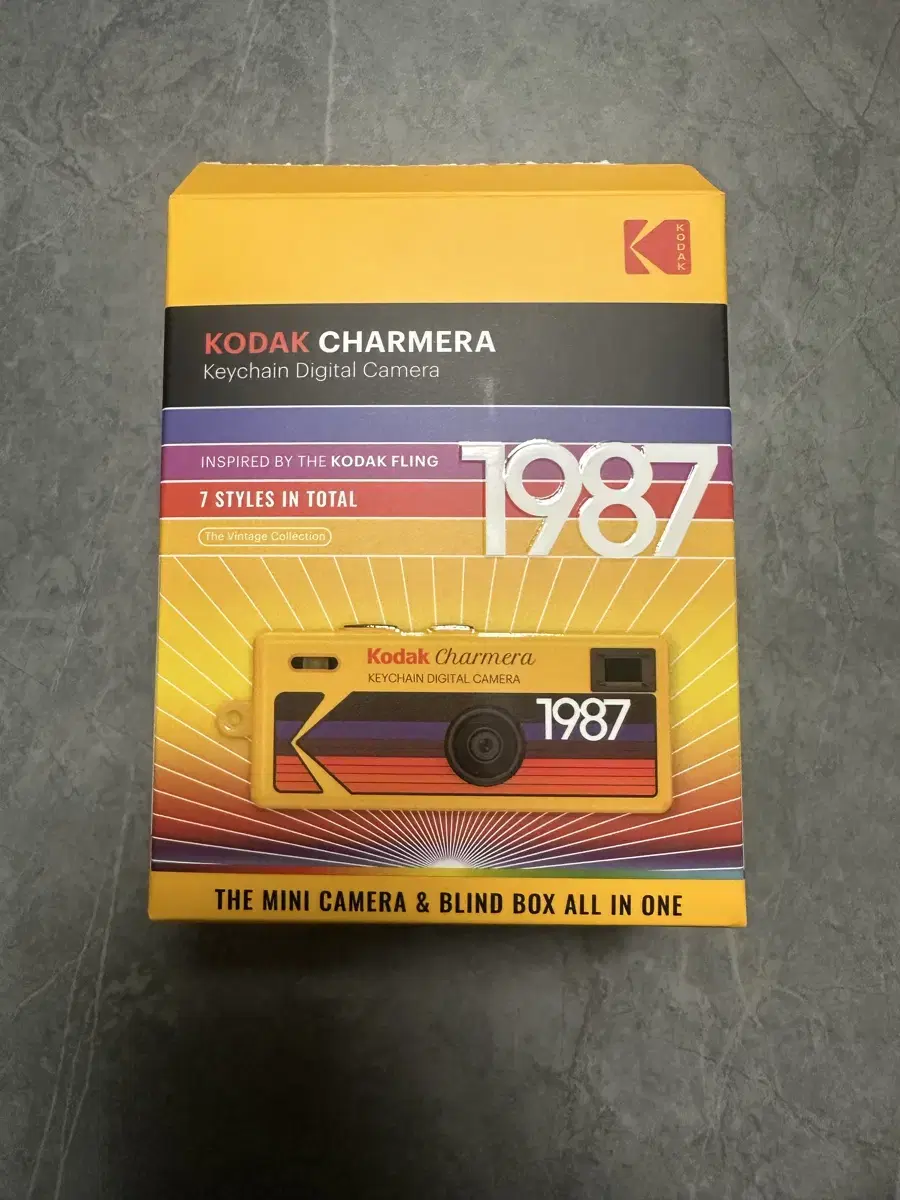 KODAK
KODAK CHARMERA
Keychain Digital Camera
INSPIRED BY THE KODAK FLING
7 STYLES IN TOTAL
1987
The Vintage Collection
Kodak Charmera
KEYCHAIN DIGITAL CAMERA
1987
THE MINI CAMERA & BLIND BOX ALL IN ONE